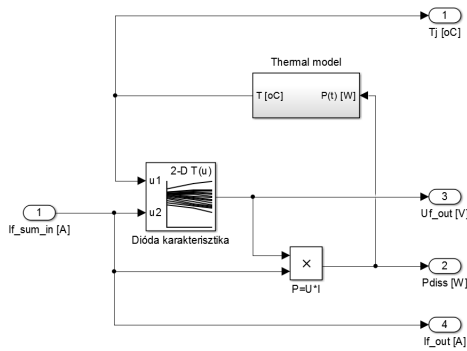 1
Tj [oC]
Thermal model
T [oC]
P(t) [W]
2-D T(u)
u1
u2
Dióda karakterisztika
1
If_sum_in [A]
3
Uf_out [V]
×
P=U*I
2
Pdiss [W]
4
If_out [A]